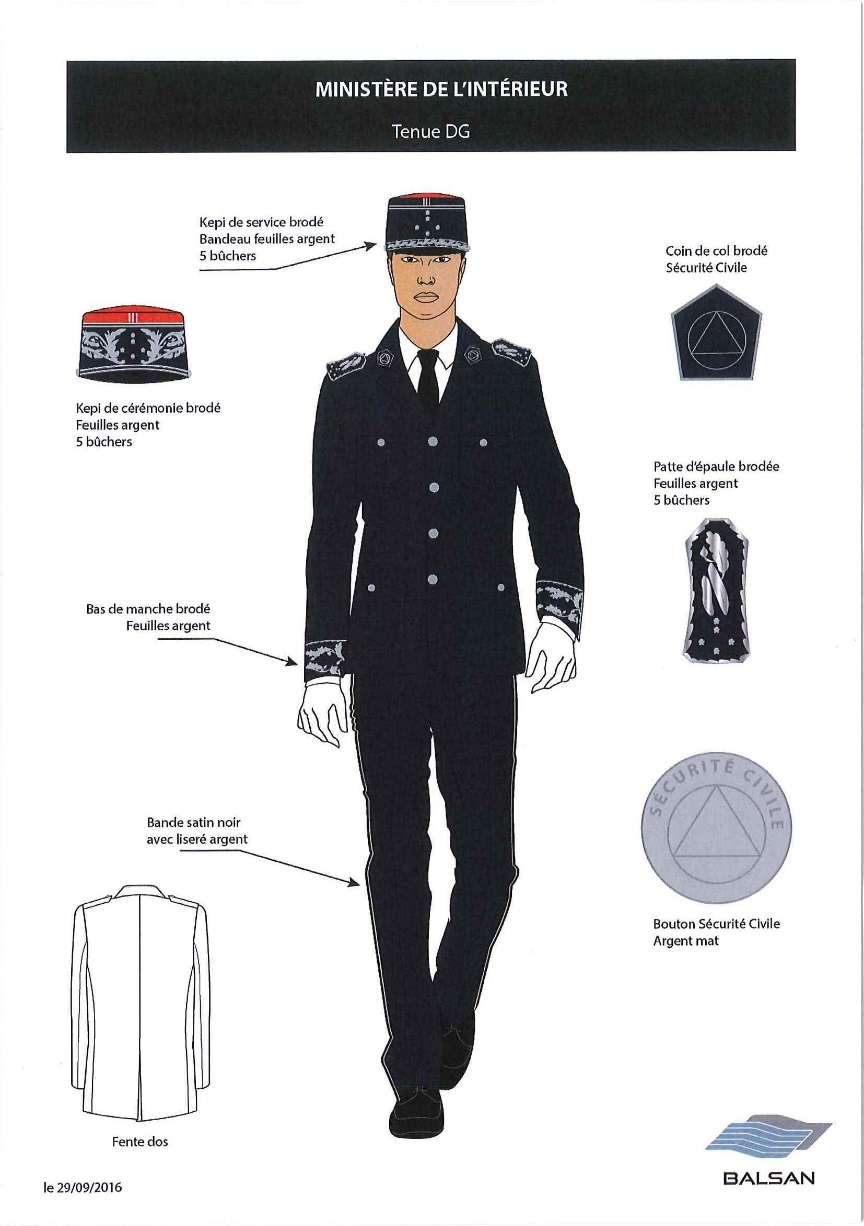 MINISTÈRE DE L'INTÉRIEUR
Tenue DG
Kepi de service brodé
Bandeau feuilles argent
5 bûchers
Coin de col brodé
Sécurité Civile
Kepi de cérémonie brodé
Feuilles argent
5 bûchers
Patte d'épaule brodée
Feuilles argent
5 bûchers
Bas de manche brodé
Feuilles argent
SÉCURITÉ CIVILE
Bande satin noir
avec liseré argent
Bouton Sécurité Civile
Argent mat
Fente dos
BALSAN
le 29/09/2016